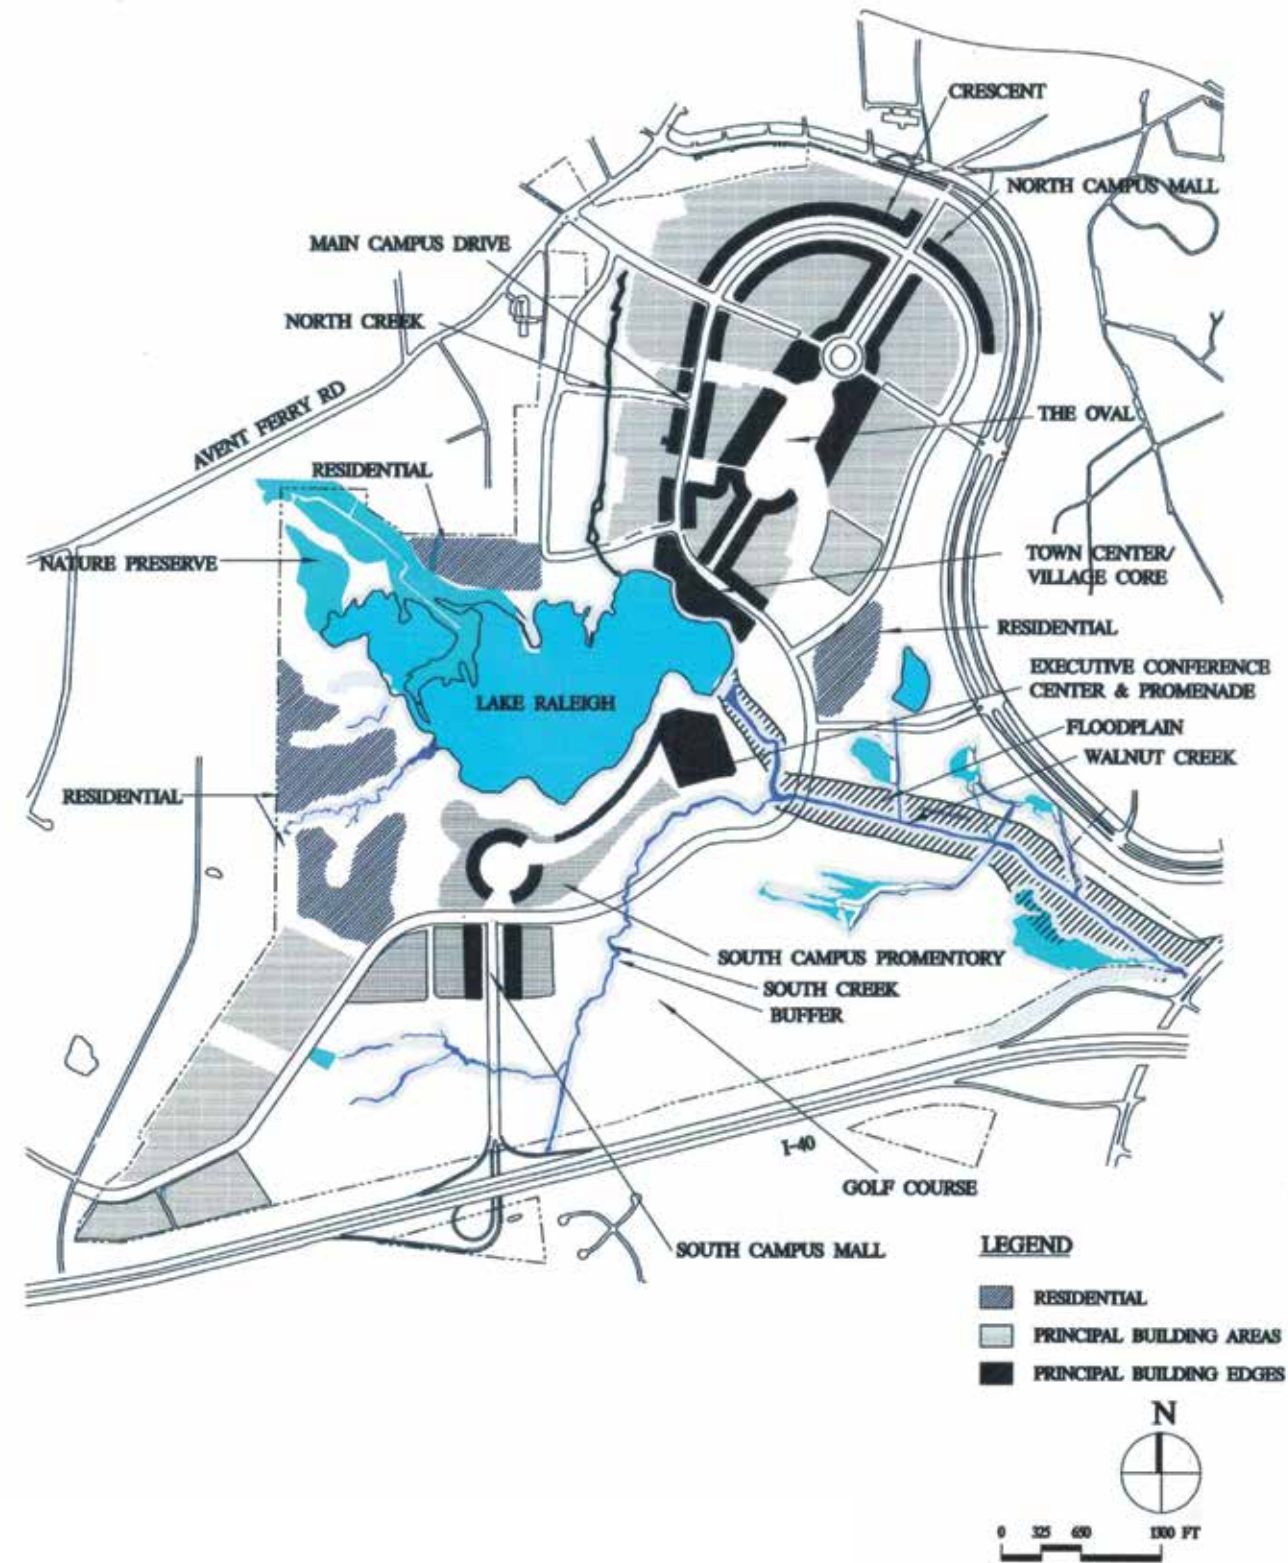 CRESCENT
NORTH CAMPUS MALL
MAIN CAMPUS DRIVE
NORTH CREEK
AVENT FERRY RD
THE OVAL
RESIDENTIAL
NATURE PRESERVE
TOWN CENTER/
VILLAGE CORE
RESIDENTIAL
EXECUTIVE CONFERENCE
CENTER & PROMENADE
LAKE RALEIGH
FLOODPLAIN
WALNUT CREEK
RESIDENTIAL
SOUTH CAMPUS PROMENTORY
SOUTH CREEK
BUFFER
I-40
GOLF COURSE
SOUTH CAMPUS MALL
LEGEND
RESIDENTIAL
PRINCIPAL BUILDING AREAS
PRINCIPAL BUILDING EDGES
N
0 325 650 1300 FT